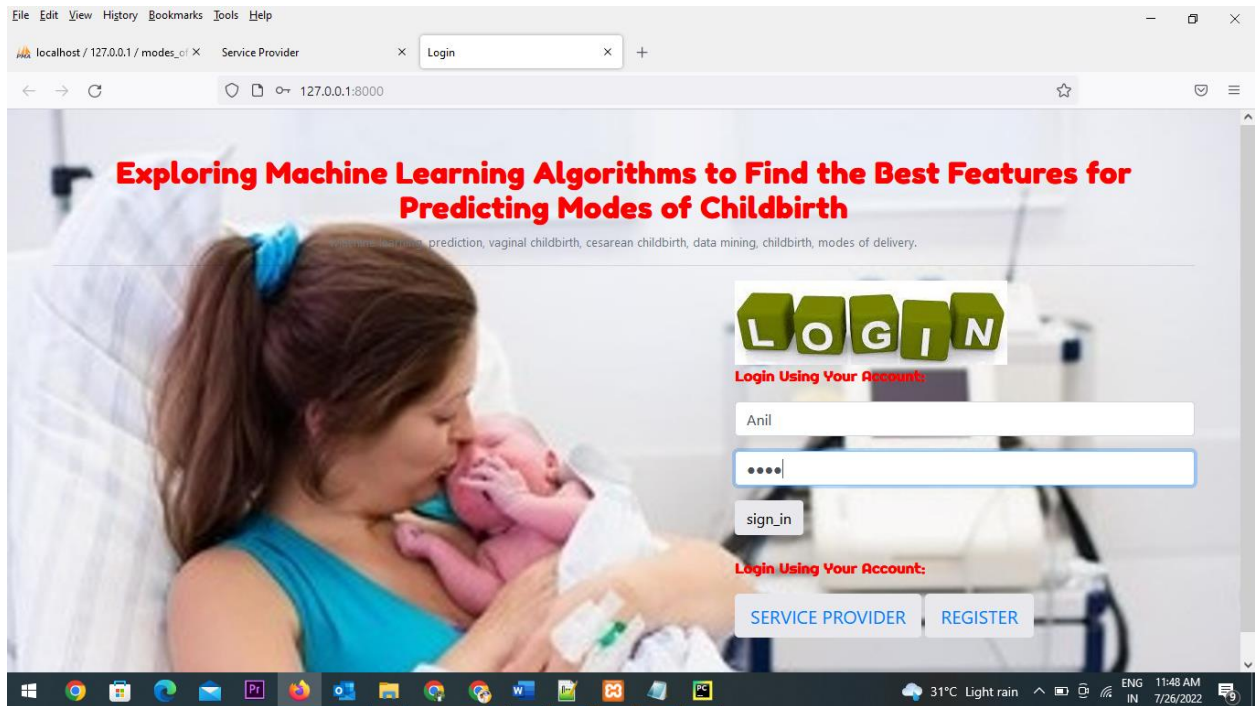 File Edit View History Bookmarks Tools Help
localhost / 127.0.0.1 / modes_of
Service Provider
Login
127.0.0.1:8000
Exploring Machine Learning Algorithms to Find the Best Features for
Predicting Modes of Childbirth
prediction, vaginal childbirth, cesarean childbirth, data mining, childbirth, modes of delivery.
LOGIN
Login Using Your Account:
Anil
••••
sign_in
Login Using Your Account:
SERVICE PROVIDER REGISTER
Pr
W
PC
31°C Light rain
ENG
IN
11:48 AM
7/26/2022
9